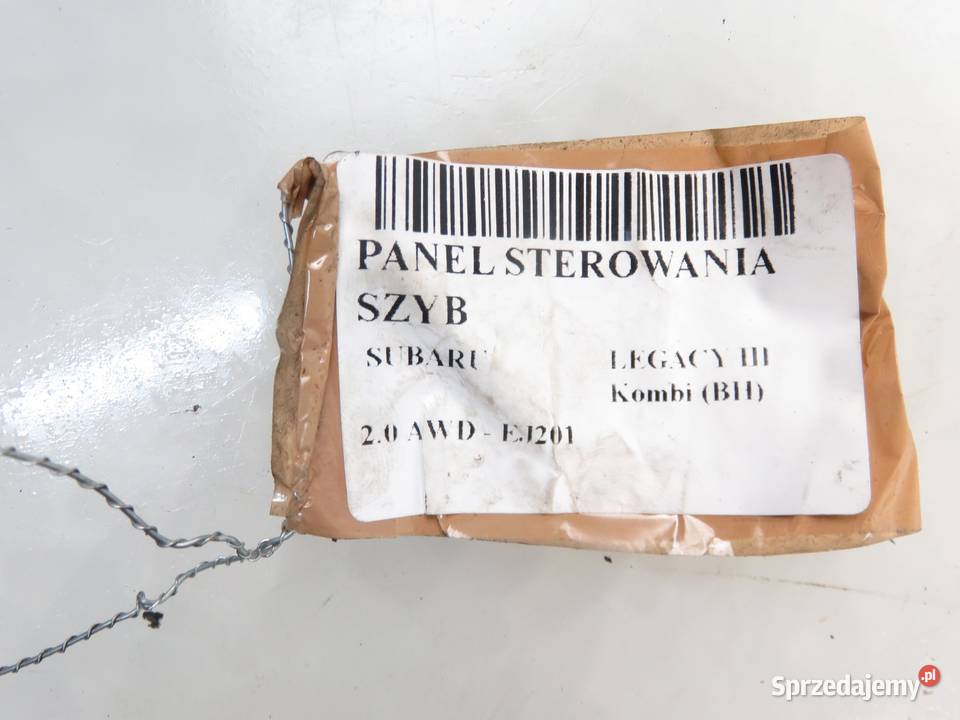 PANEL STEROWANIA
SZYB
SUBARU LEGACY III
Kombi (BH)
2.0 AWD - EJ201
Sprzedajemy.pl